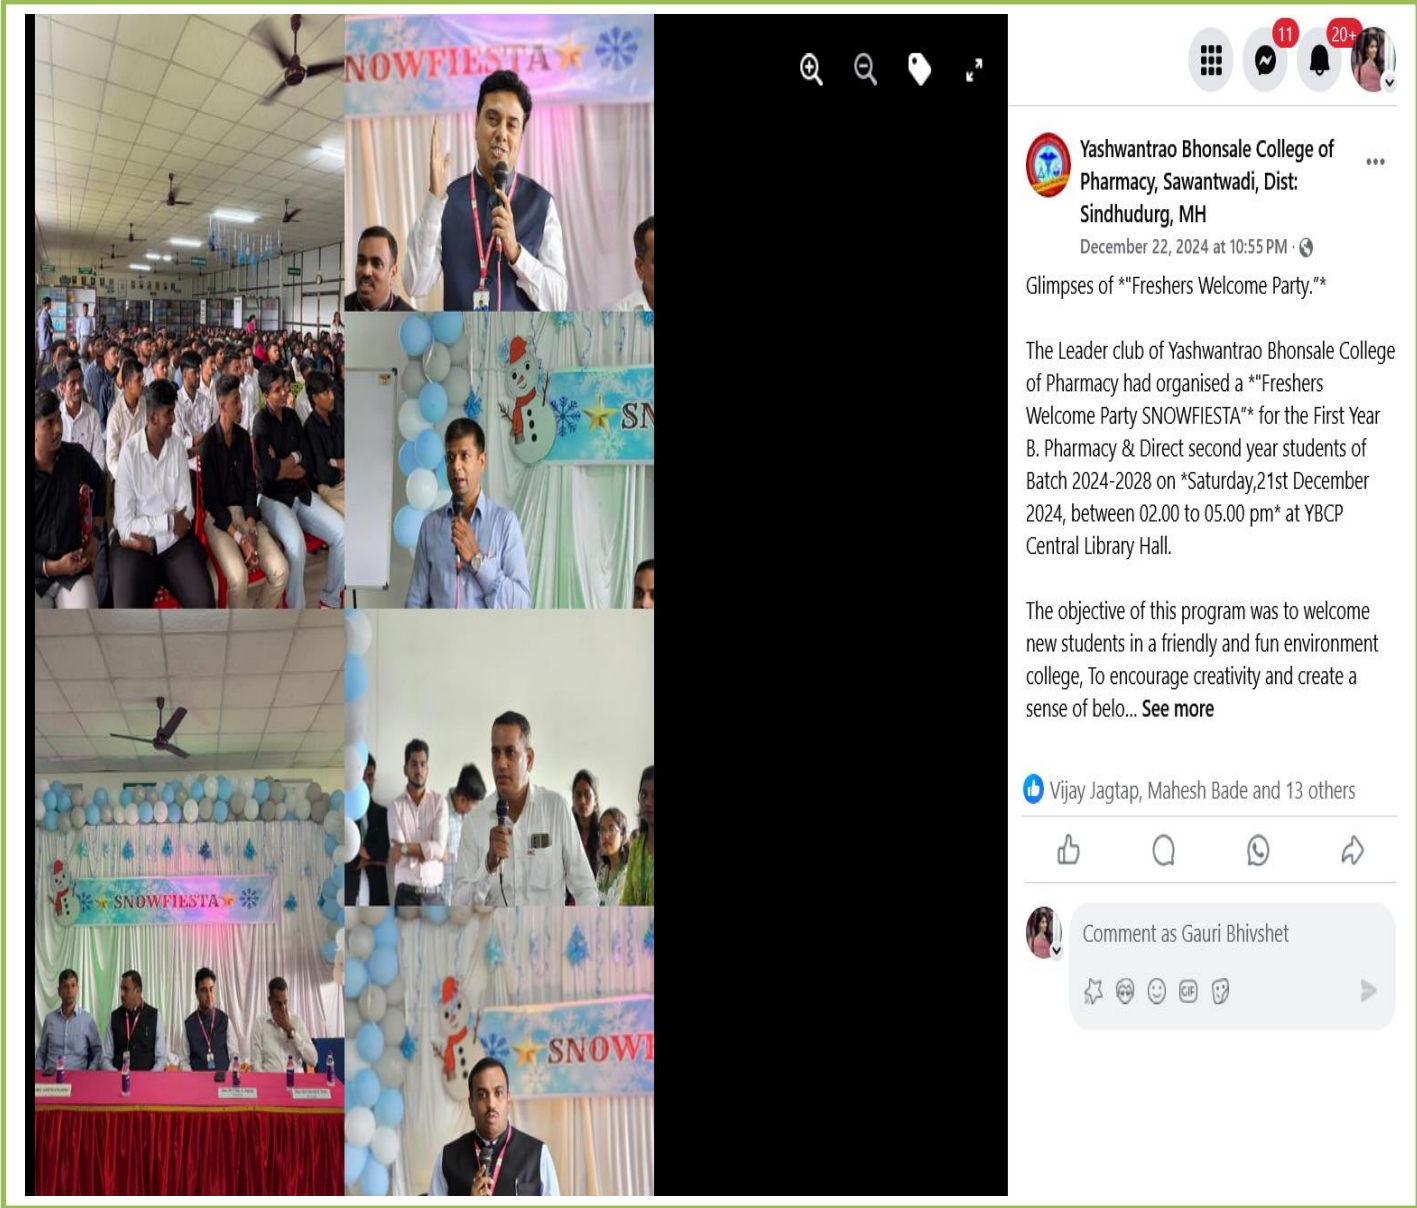 NOWFIESTA
SN
SNOWFIESTA
SNOWF
11
20+
Yashwantrao Bhonsale College of
Pharmacy, Sawantwadi, Dist:
Sindhudurg, MH
December 22, 2024 at 10:55 PM ·
Glimpses of *"Freshers Welcome Party."*
The Leader club of Yashwantrao Bhonsale College
of Pharmacy had organised a *"Freshers
Welcome Party SNOWFIESTA"* for the First Year
B. Pharmacy & Direct second year students of
Batch 2024-2028 on *Saturday,21st December
2024, between 02.00 to 05.00 pm* at YBCP
Central Library Hall.
The objective of this program was to welcome
new students in a friendly and fun environment
college, To encourage creativity and create a
sense of belo... See more
Vijay Jagtap, Mahesh Bade and 13 others
Comment as Gauri Bhivshet
GIF